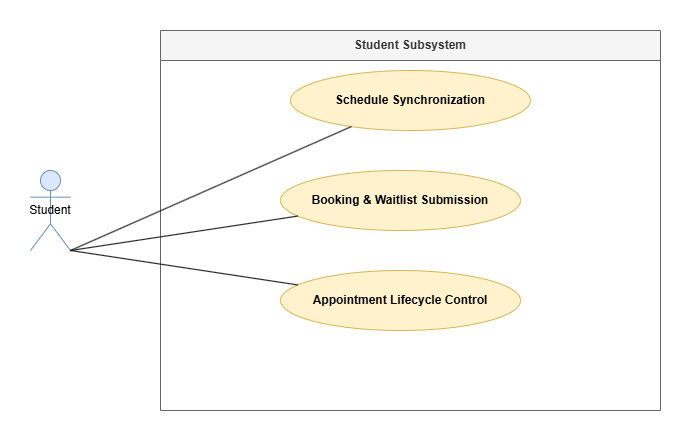 Student Subsystem
Schedule Synchronization
Student
Booking & Waitlist Submission
Appointment Lifecycle Control